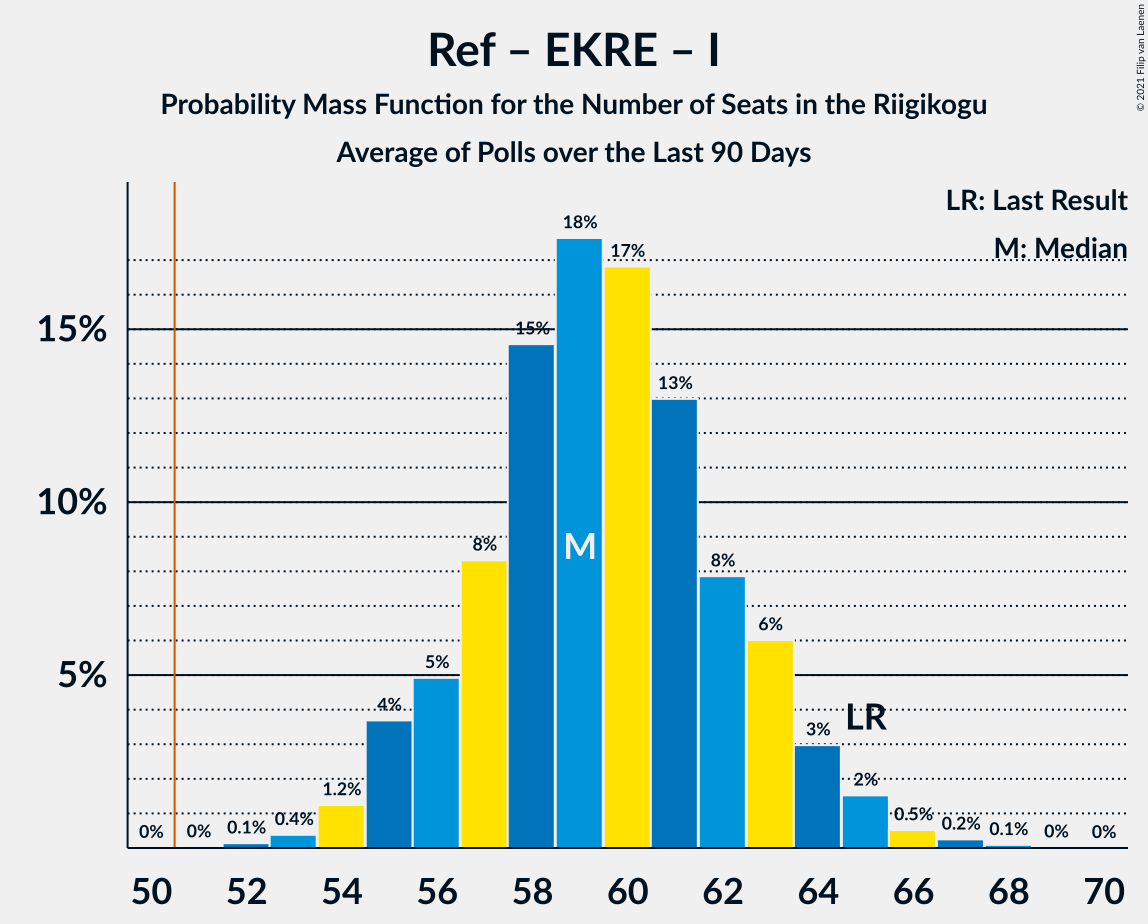 Ref – EKRE – I
Probability Mass Function for the Number of Seats in the Riigikogu
Average of Polls over the Last 90 Days
© 2021 Filip van Laenen
LR: Last Result
M: Median
15%
10%
5%
0%
0%
0.1%
0.4%
1.2%
4%
5%
8%
15%
18%
17%
13%
8%
6%
3%
2%
0.5%
0.2%
0.1%
0%
0%
M
LR
50 52 54 56 58 60 62 64 66 68 70